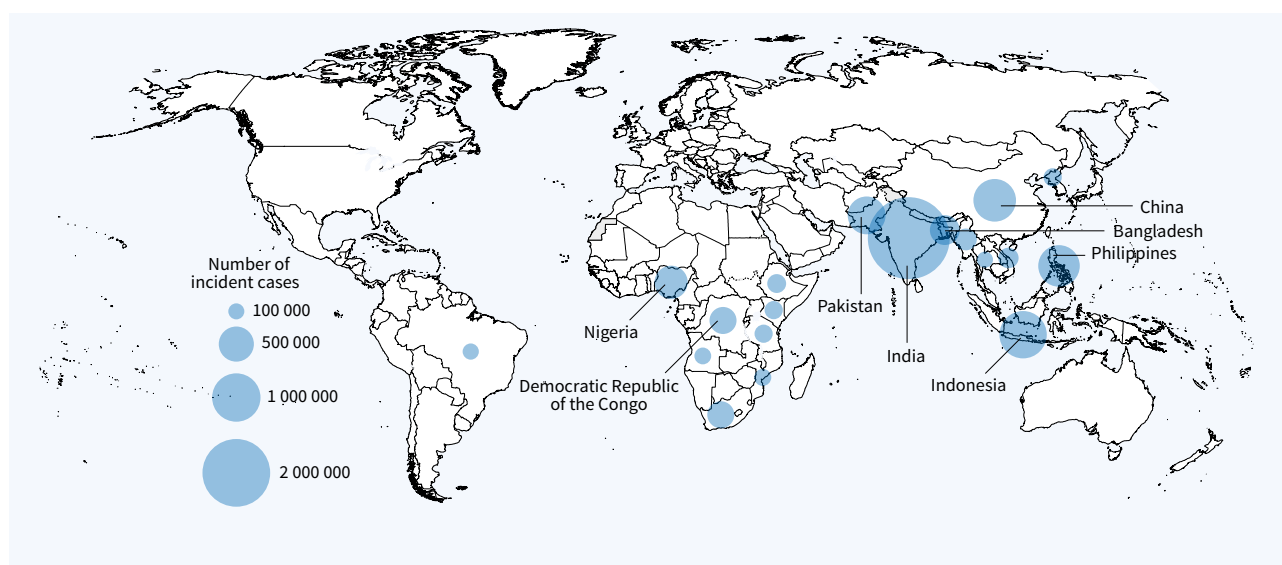 Number of
incident cases
100 000
500 000
1 000 000
2 000 000
China
Bangladesh
Philippines
Pakistan
Nigeria
India
Democratic Republic
of the Congo
Indonesia